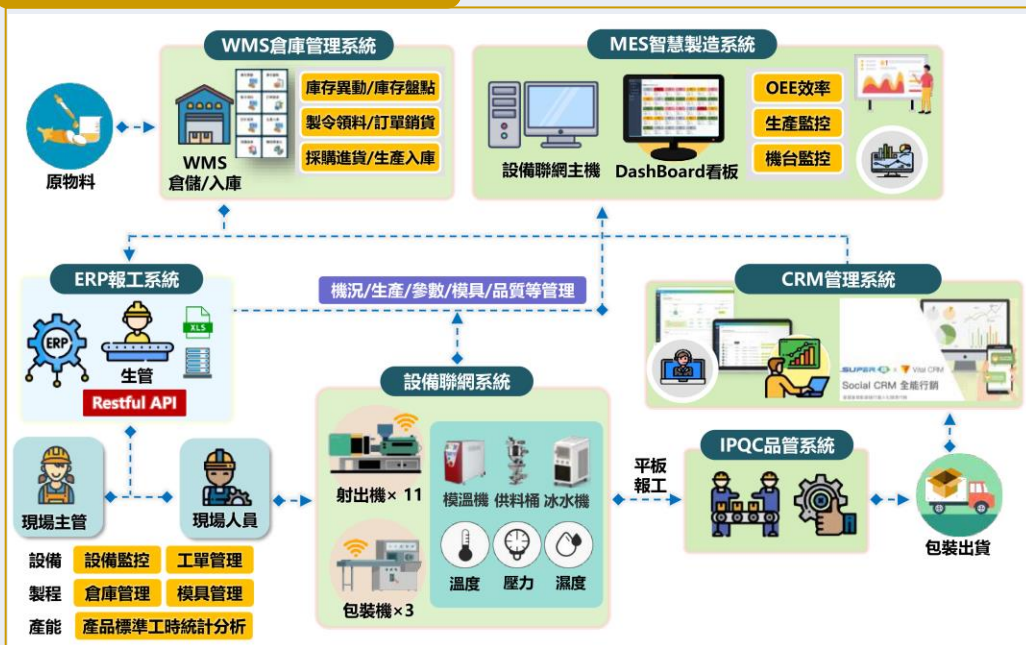 WMS倉庫管理系統
MES智慧製造系統
原物料
WMS
倉儲/入庫
庫存異動/庫存盤點
製令領料/訂單銷貨
採購進貨/生產入庫
設備聯網主機
DashBoard看板
OEE效率
生產監控
機台監控
ERP報工系統
ERP
XLS
生管
Restful API
機況/生產/參數/模具/品質等管理
CRM管理系統
SUPER 8 × Vital CRM
Social CRM 全能行銷
現場主管
現場人員
設備
設備監控
工單管理
製程
倉庫管理
模具管理
產能
產品標準工時統計分析
設備聯網系統
射出機× 11
包裝機×3
模溫機
供料桶
冰水機
溫度
壓力
濕度
平板
報工
IPQC品管系統
包裝出貨